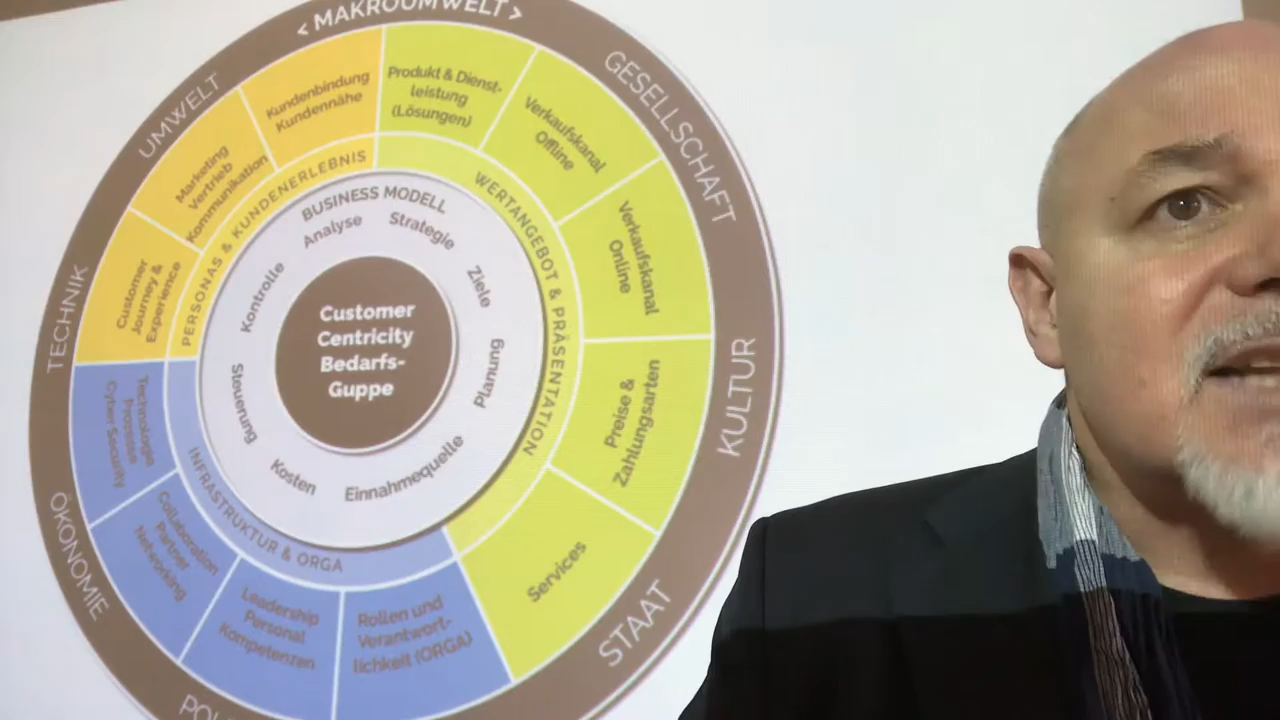 < MAKROUMWELT >
GESELLSCHAFT
KULTUR
STAAT
ÖKONOMIE
TECHNIK
UMWELT
Kundenbindung
Kundennähe
Produkt & Dienst-
leistung
(Lösungen)
Verkaufskanal
Offline
Verkaufskanal
Online
Preise &
Zahlungsarten
Services
Rollen und
Verantwort-
lichkeit (ORGA)
Leadership
Personal
Kompetenzen
Collaboration
Partner
Networking
Technologie
Prozesse
Cyber Security
Customer
Journey &
Experience
Marketing
Vertrieb
Kommunikation
PERSONAS & KUNDENERLEBNIS
WERTANGEBOT & PRÄSENTATION
INFRASTRUKTUR & ORGA
BUSINESS MODELL
Analyse
Strategie
Ziele
Planung
Einnahmequelle
Kosten
Steuerung
Kontrolle
Customer
Centricity
Bedarfs-
Guppe